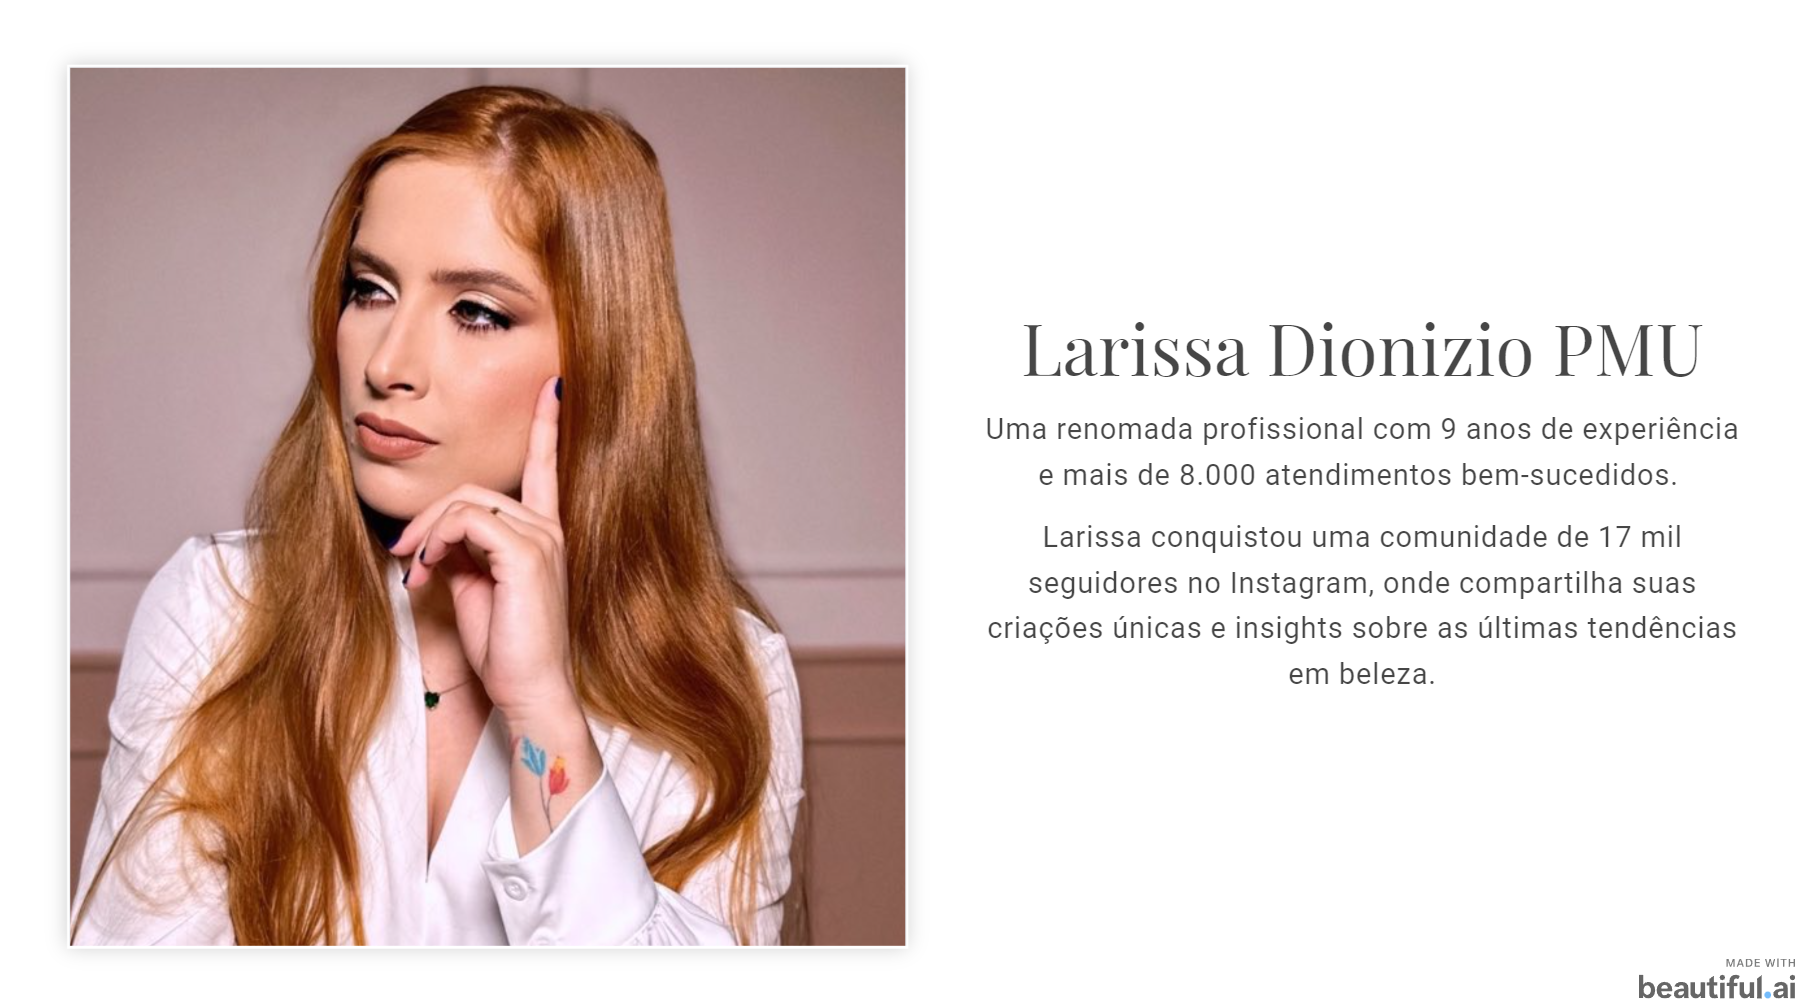 Larissa Dionizio PMU
Uma renomada profissional com 9 anos de experiência
e mais de 8.000 atendimentos bem-sucedidos.
Larissa conquistou uma comunidade de 17 mil
seguidores no Instagram, onde compartilha suas
criações únicas e insights sobre as últimas tendências
em beleza.
MADE WITH
beautiful.ai